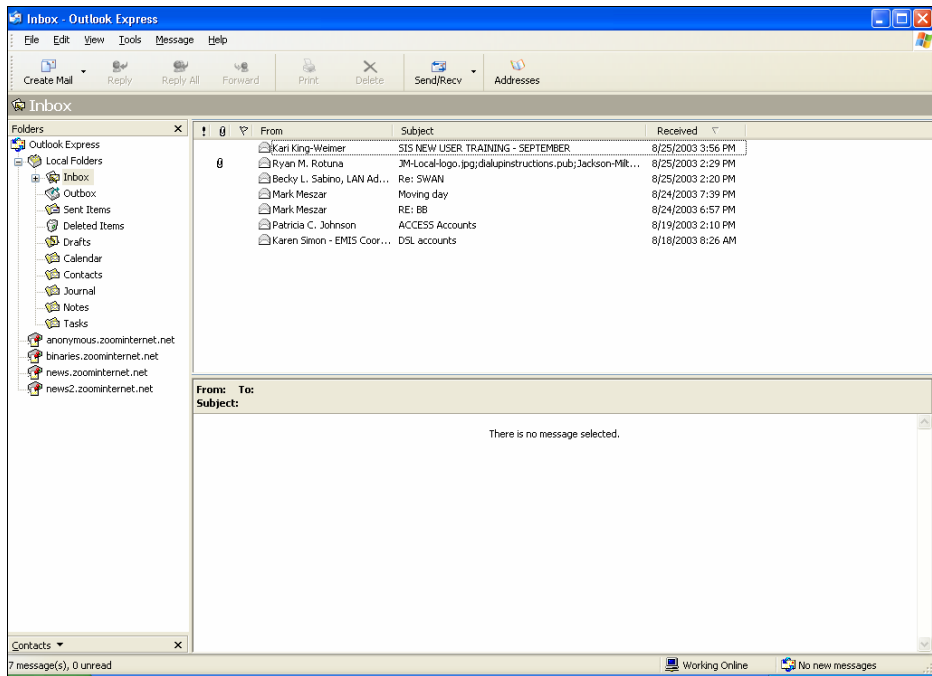 Inbox - Outlook Express
File Edit View Tools Message Help
Create Mail Reply Reply All Forward Print Delete Send/Recv Addresses
Inbox
Folders
Outlook Express
Local Folders
Inbox
Outbox
Sent Items
Deleted Items
Drafts
Calendar
Contacts
Journal
Notes
Tasks
anonymous.zoominternet.net
binaries.zoominternet.net
news.zoominternet.net
news2.zoominternet.net
Contacts
! From Subject Received
Kari King-Weimer SIS NEW USER TRAINING - SEPTEMBER 8/25/2003 3:56 PM
Ryan M. Rotuna JM-Local-logo.jpg;dialupinstructions.pub;Jackson-Milt... 8/25/2003 2:29 PM
Becky L. Sabino, LAN Ad... Re: SWAN 8/25/2003 2:20 PM
Mark Meszar Moving day 8/24/2003 7:39 PM
Mark Meszar RE: BB 8/24/2003 6:57 PM
Patricia C. Johnson ACCESS Accounts 8/19/2003 2:10 PM
Karen Simon - EMIS Coor... DSL accounts 8/18/2003 8:26 AM
From: To:
Subject:
There is no message selected.
7 message(s), 0 unread Working Online No new messages